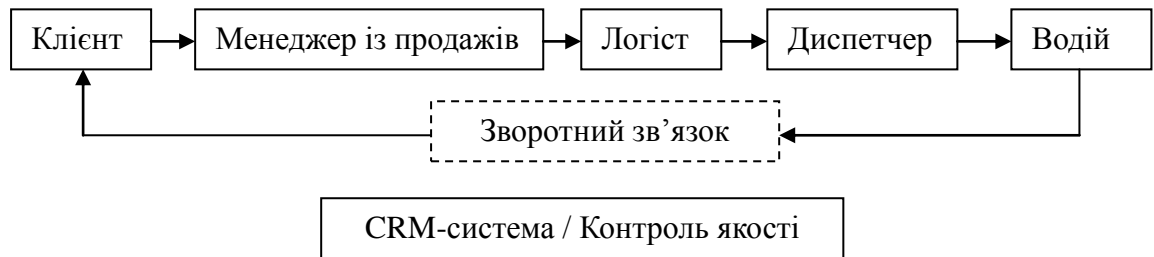 Клієнт
Менеджер із продажів
Логіст
Диспетчер
Водій
Зворотний зв’язок
CRM-система / Контроль якості